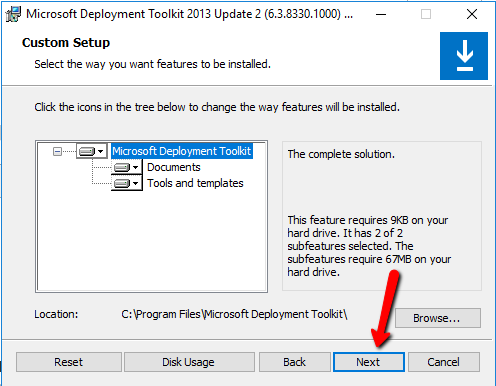 Microsoft Deployment Toolkit 2013 Update 2 (6.3.8330.1000) ...
Custom Setup
Select the way you want features to be installed.
Click the icons in the tree below to change the way features will be installed.
Microsoft Deployment Toolkit
Documents
Tools and templates
The complete solution.
This feature requires 9KB on your
hard drive. It has 2 of 2
subfeatures selected. The
subfeatures require 67MB on your
hard drive.
Location: C:\Program Files\Microsoft Deployment Toolkit\
Browse...
Reset Disk Usage Back Next Cancel